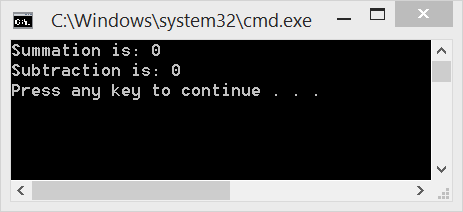 C:\Windows\system32\cmd.exe
Summation is: 0
Subtraction is: 0
Press any key to continue . . .